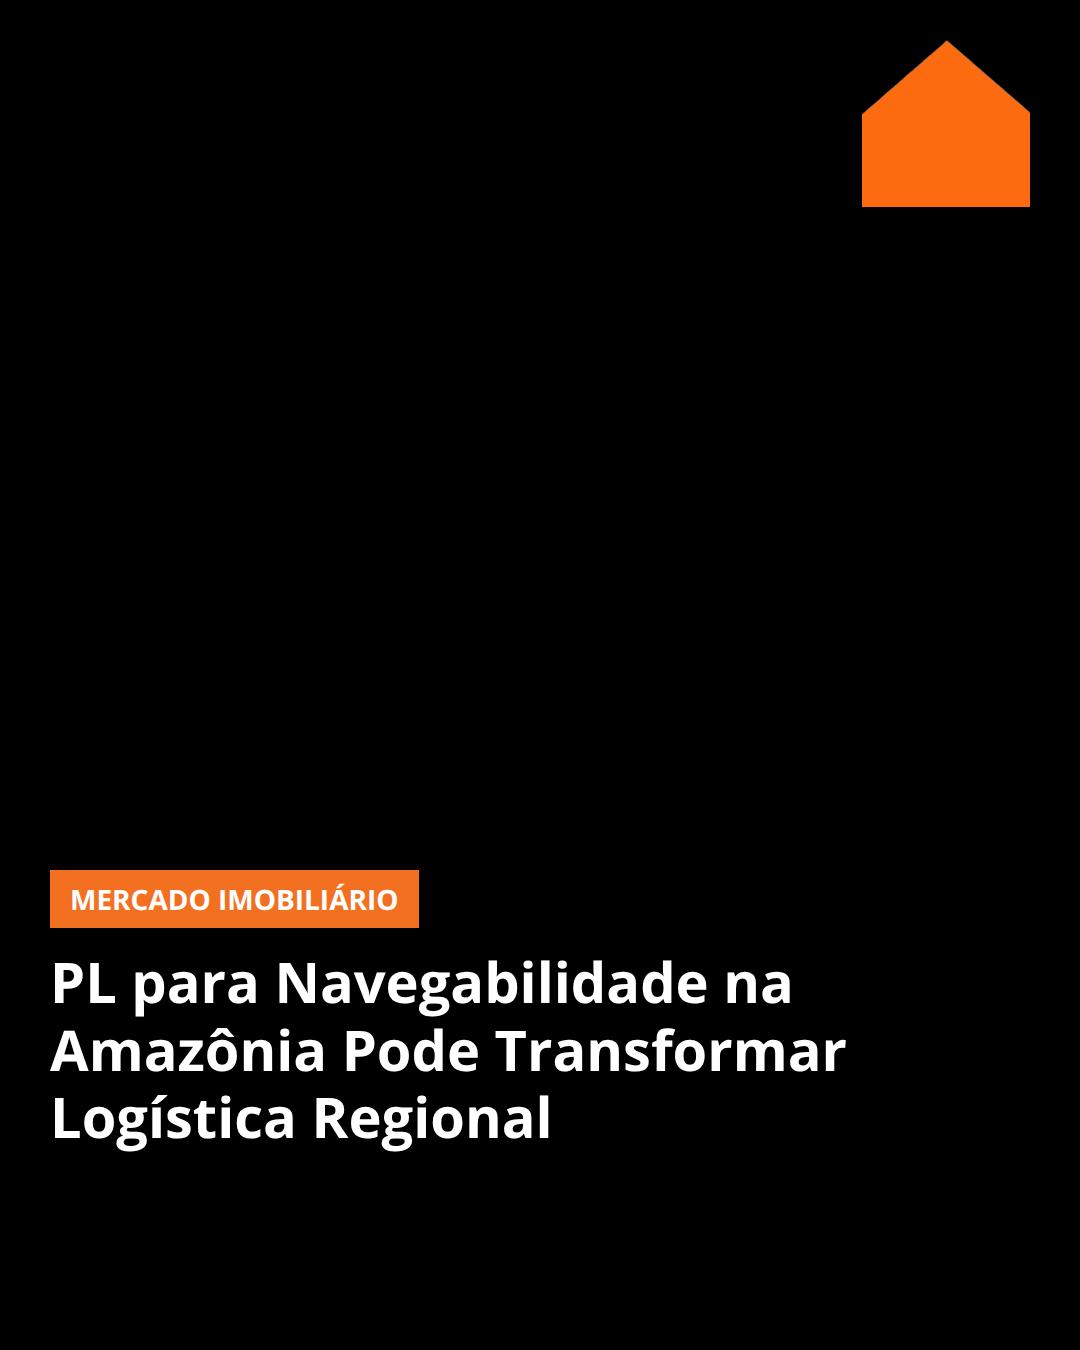 MERCADO IMOBILIÁRIO
PL para Navegabilidade na
Amazônia Pode Transformar
Logística Regional